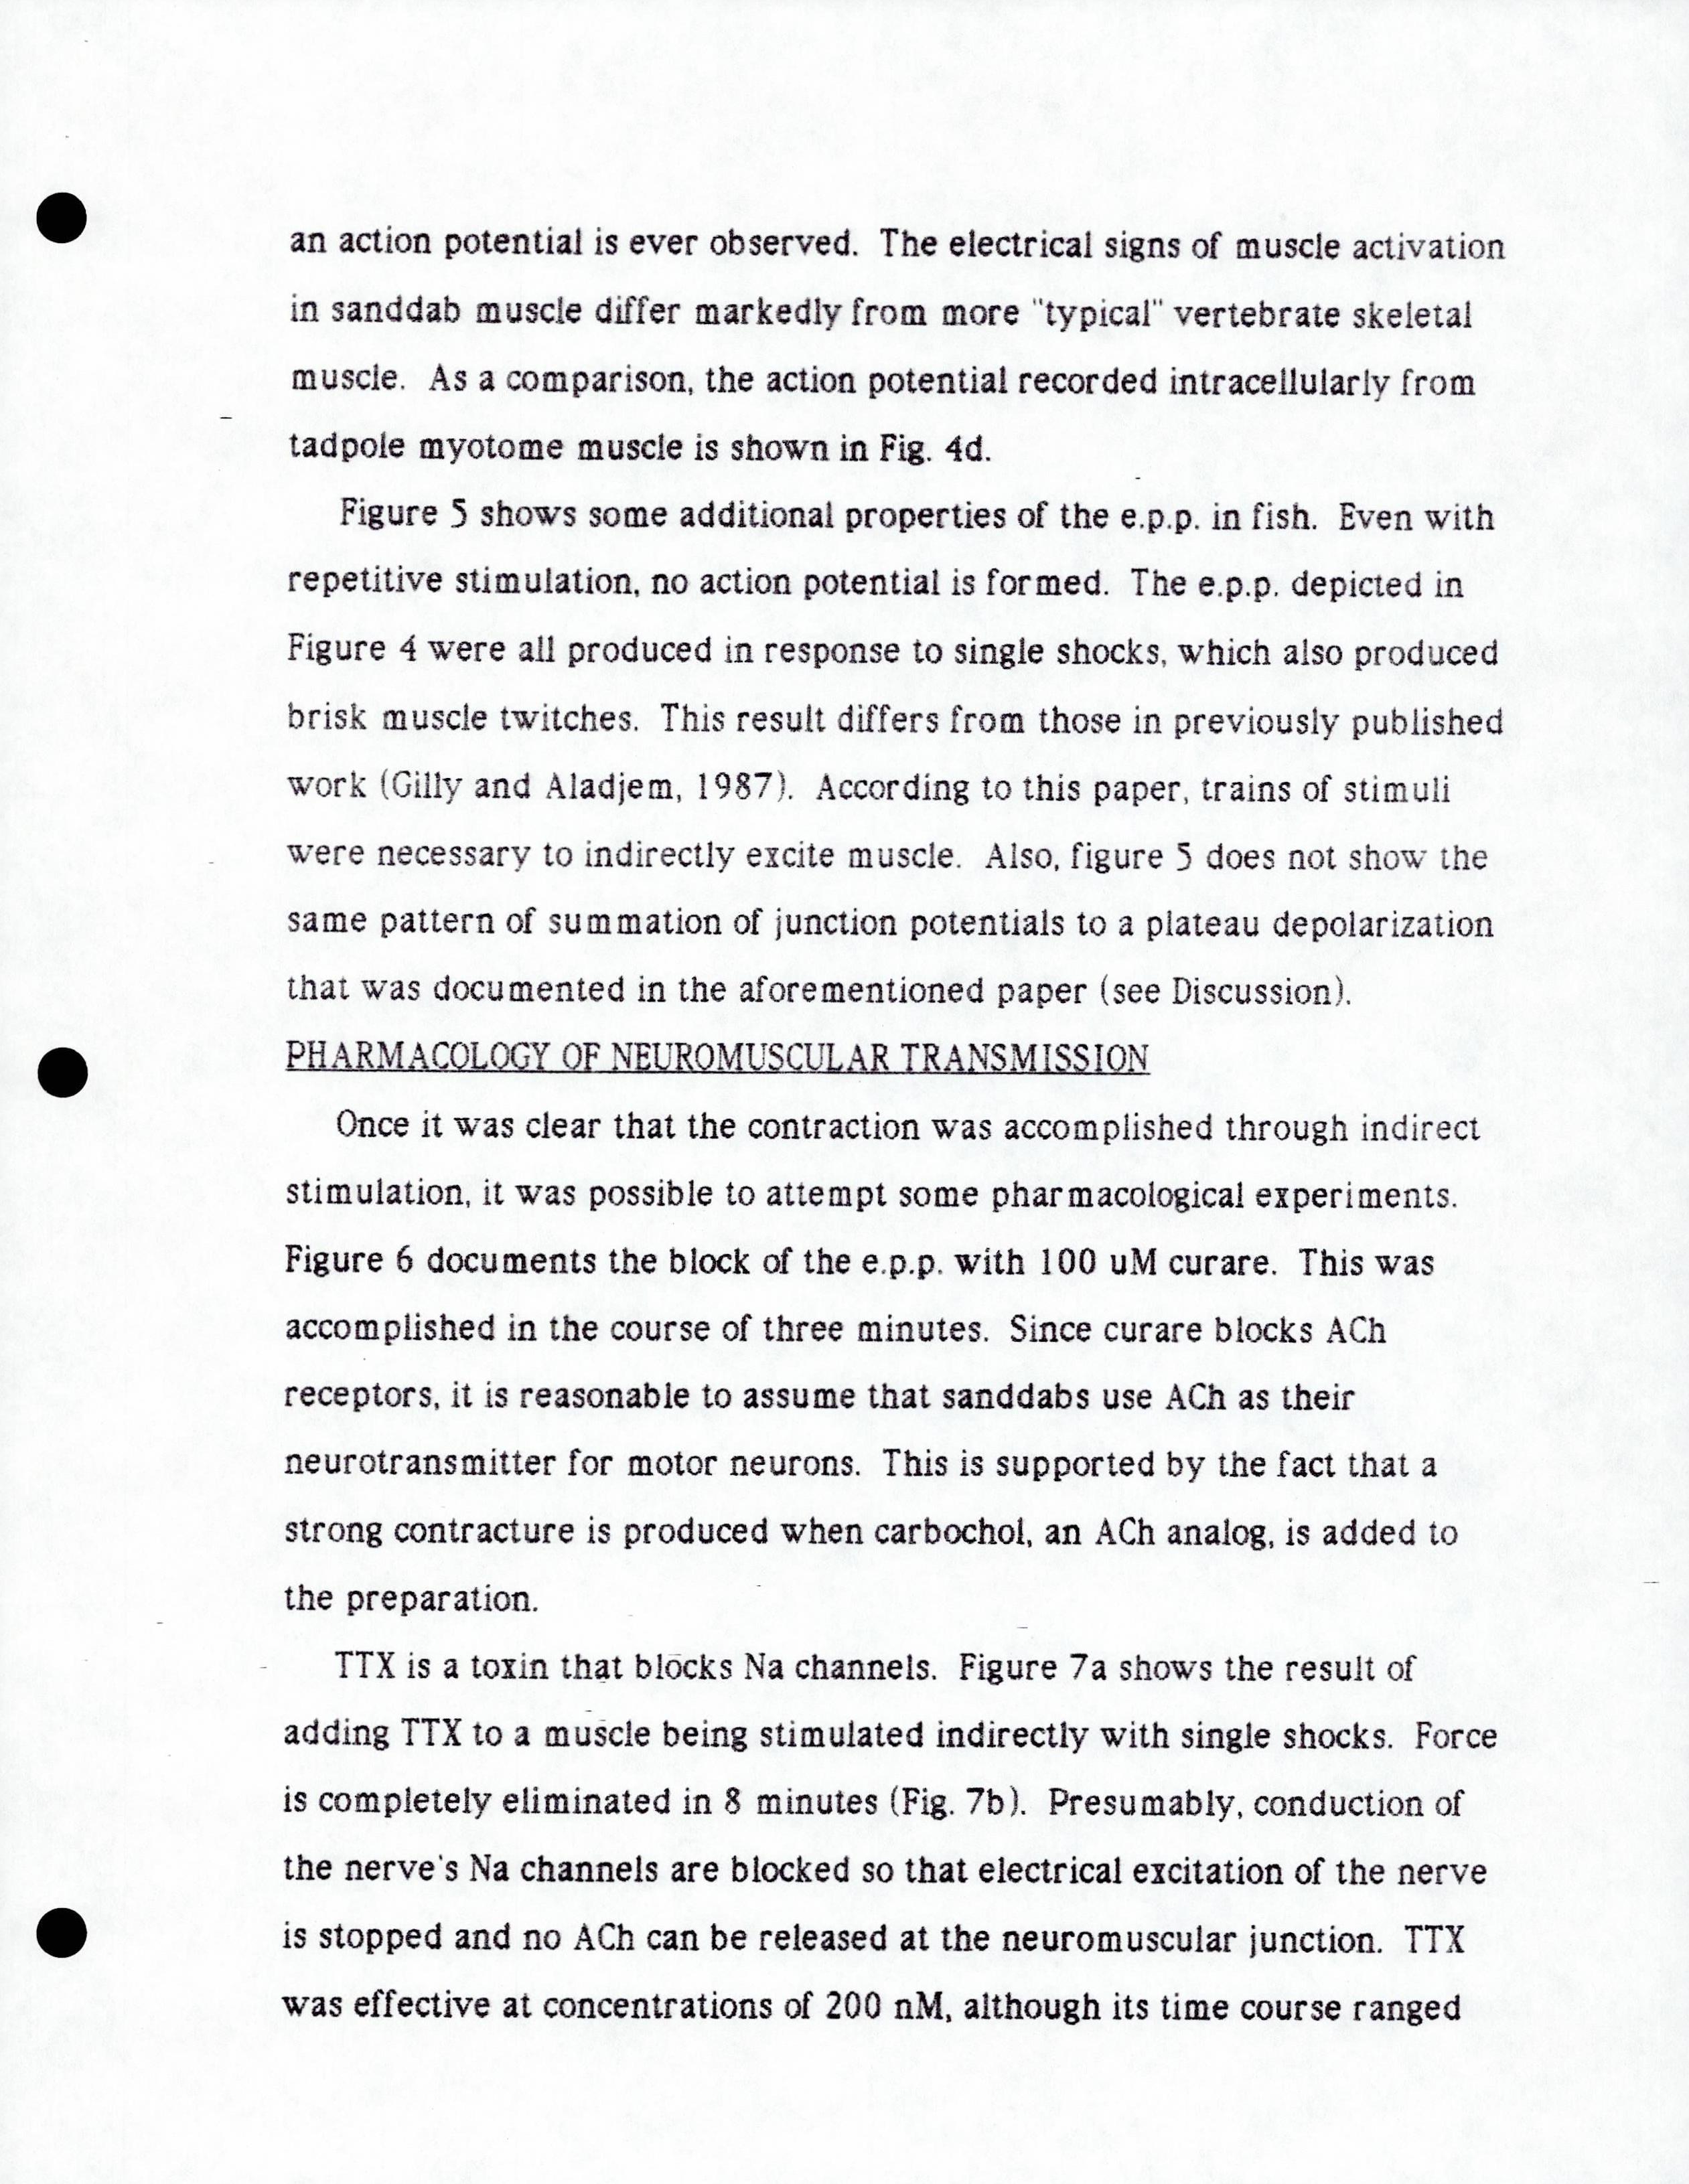 an action potential is ever observed. The electrical signs of muscle activation
in sanddab muscle differ markedly from more "typical" vertebrate skeletal
muscle. As a comparison, the action potential recorded intracellularly from
tadpole myotome muscle is shown in Fig. 4d.
Figure 5 shows some additional properties of the e.p.p. in fish. Even with
repetitive stimulation, no action potential is formed. The e.p.p. depicted in
Figure 4 were all produced in response to single shocks, which also produced
brisk muscle twitches. This result differs from those in previously published
work (Gilly and Aladjem, 1987). According to this paper, trains of stimuli
were necessary to indirectly excite muscle. Also, figure 5 does not show the
same pattern of summation of junction potentials to a plateau depolarization
that was documented in the aforementioned paper (see Discussion).
PHARMACOLOGY OF NEUROMUSCULAR TRANSMISSION
Once it was clear that the contraction was accomplished through indirect
stimulation, it was possible to attempt some pharmacological experiments.
Figure 6 documents the block of the e.p.p. with 100 uM curare. This was
accomplished in the course of three minutes. Since curare blocks ACh
receptors, it is reasonable to assume that sanddabs use ACh as their
neurotransmitter for motor neurons. This is supported by the fact that a
strong contracture is produced when carbochol, an ACh analog, is added to
the preparation.
TTX is a toxin that blocks Na channels. Figure 7a shows the result of
adding TTX to a muscle being stimulated indirectly with single shocks. Force
is completely eliminated in 8 minutes (Fig. 7b). Presumably, conduction of
the nerve's Na channels are blocked so that electrical excitation of the nerve
is stopped and no ACh can be released at the neuromuscular junction. TTX
was effective at concentrations of 200 nM, although its time course ranged